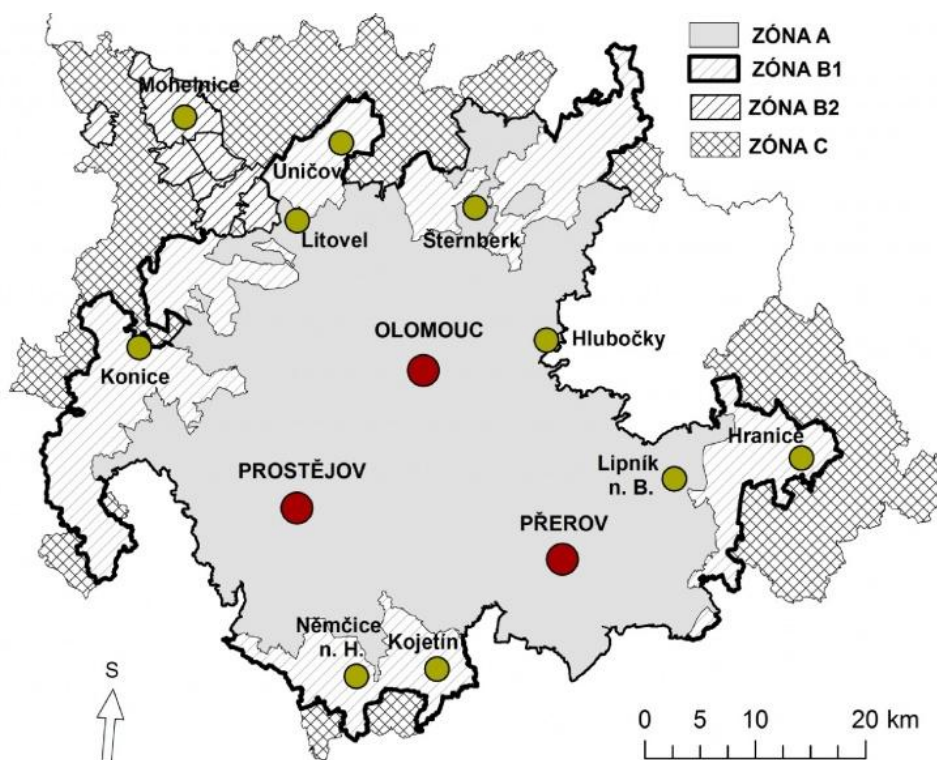 ZÓNA A
ZÓNA B1
ZÓNA B2
ZÓNA C
Mohelnice
Uničov
Litovel
Šternberk
OLOMOUC
Hlubočky
Konice
Hranice
Lipník
n. B.
PROSTĚJOV
PŘEROV
Němčice
n. H.
Kojetín
S
0 5 10 20 km